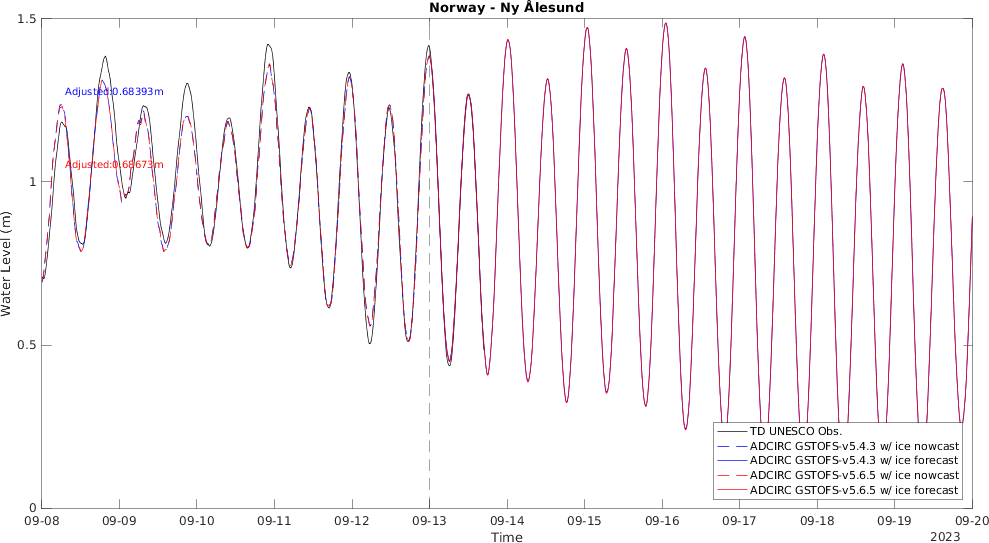 Norway - Ny Ålesund
1.5
1
0.5
0
Water Level (m)
Adjusted:0.68393m
Adjusted:0.68673m
TD UNESCO Obs.
ADCIRC GSTOFS-v5.4.3 w/ ice nowcast
ADCIRC GSTOFS-v5.4.3 w/ ice forecast
ADCIRC GSTOFS-v5.6.5 w/ ice nowcast
ADCIRC GSTOFS-v5.6.5 w/ ice forecast
09-08 09-09 09-10 09-11 09-12 09-13 09-14 09-15 09-16 09-17 09-18 09-19 09-20
Time
2023